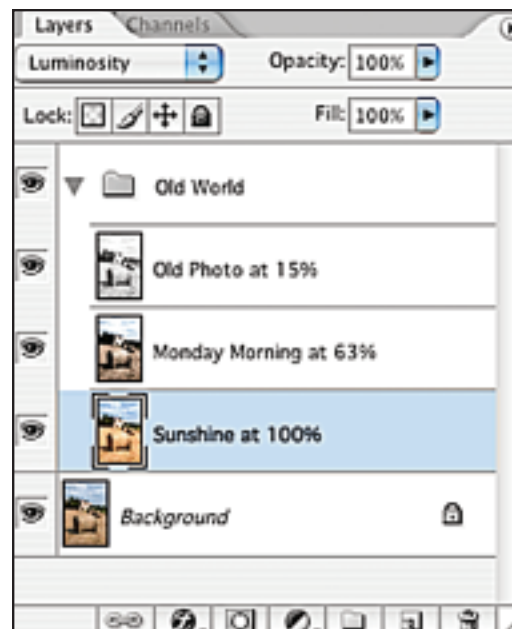 Layers Channels
Luminosity Opacity: 100%
Lock: Fill: 100%
Old World
Old Photo at 15%
Monday Morning at 63%
Sunshine at 100%
Background